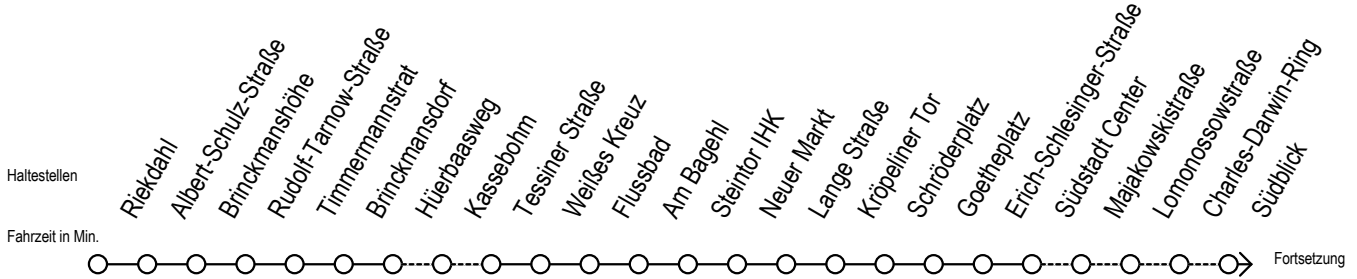 Haltestellen
Riekdahl
Albert-Schulz-Straße
Brinckmanshöhe
Rudolf-Tarnow-Straße
Timmermannstrat
Brinckmansdorf
Hüerbaasweg
Kassebohm
Tessiner Straße
Weißes Kreuz
Flussbad
Am Bagehl
Steintor IHK
Neuer Markt
Lange Straße
Kröpeliner Tor
Schröderplatz
Goetheplatz
Erich-Schlesinger-Straße
Südstadt Center
Majakowskistraße
Lomonossowstraße
Charles-Darwin-Ring
Südblick
Fahrzeit in Min.
Fortsetzung